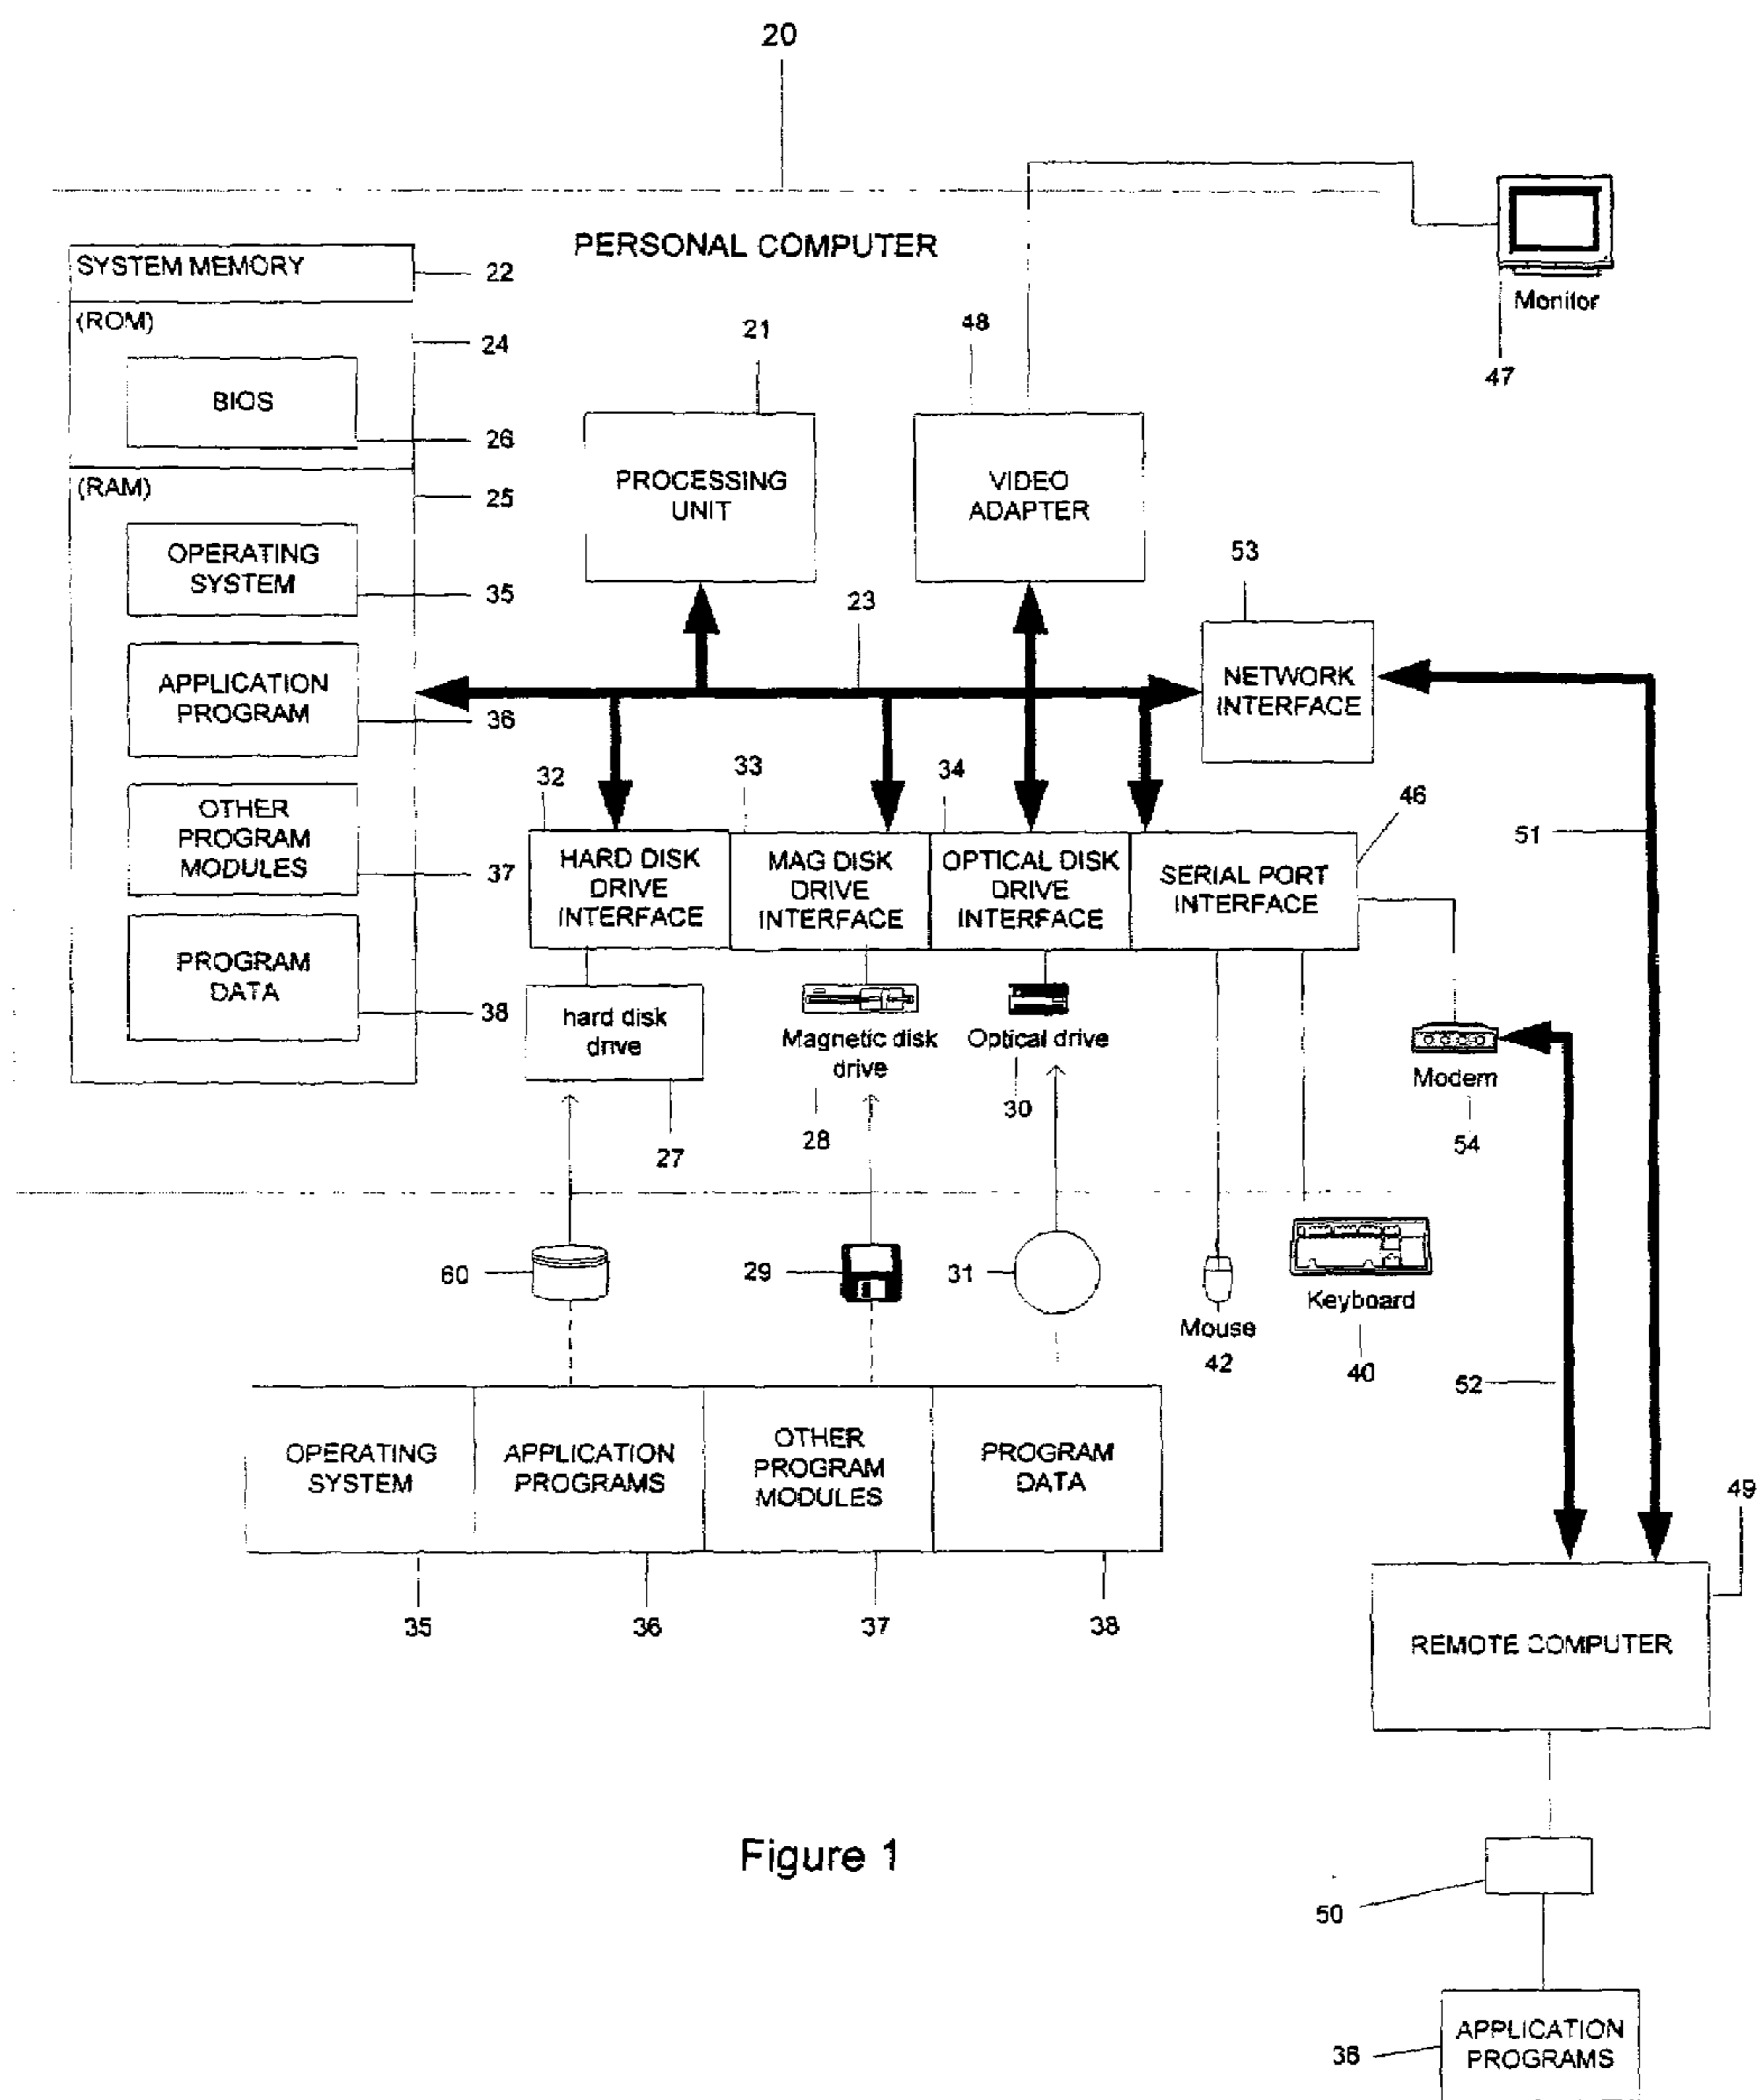 20
PERSONAL COMPUTER
SYSTEM MEMORY
22
(ROM)
24
BIOS
26
(RAM)
25
OPERATING
SYSTEM
35
APPLICATION
PROGRAM
36
OTHER
PROGRAM
MODULES
37
PROGRAM
DATA
38
21
PROCESSING
UNIT
48
VIDEO
ADAPTER
Monitor
47
23
53
NETWORK
INTERFACE
32
HARD DISK
DRIVE
INTERFACE
33
MAG DISK
DRIVE
INTERFACE
34
OPTICAL DISK
DRIVE
INTERFACE
46
SERIAL PORT
INTERFACE
51
hard disk
drive
27
Magnetic disk
drive
28
Optical drive
30
Modem
54
60
29
31
Mouse
42
Keyboard
40
52
OPERATING
SYSTEM
APPLICATION
PROGRAMS
OTHER
PROGRAM
MODULES
PROGRAM
DATA
35
36
37
38
49
REMOTE COMPUTER
50
36
APPLICATION
PROGRAMS
Figure 1